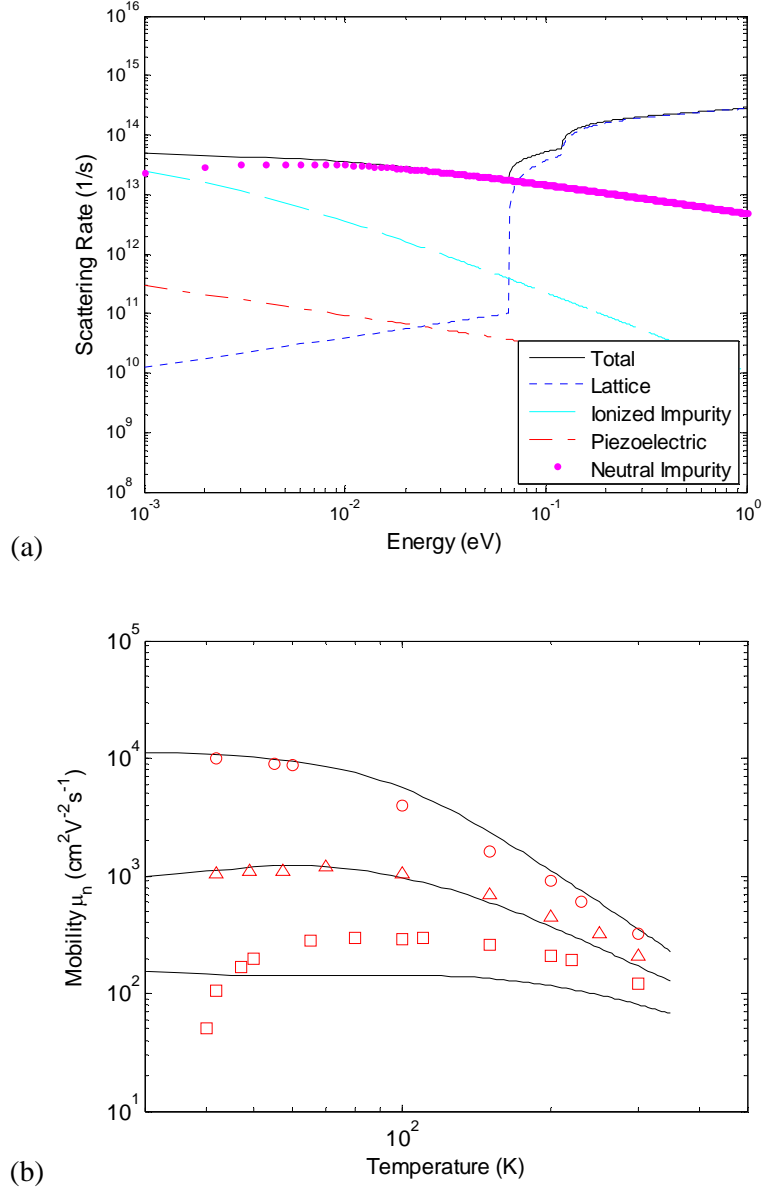 10^16
10^15
10^14
10^13
10^12
10^11
10^10
10^9
10^8
Scattering Rate (1/s)
Total
Lattice
Ionized Impurity
Piezoelectric
Neutral Impurity
10^-3 10^-2 10^-1 10^0
Energy (eV)
(a)
10^5
10^4
10^3
10^2
10^1
Mobility μ_n (cm^2V^-2s^-1)
10^2
Temperature (K)
(b)